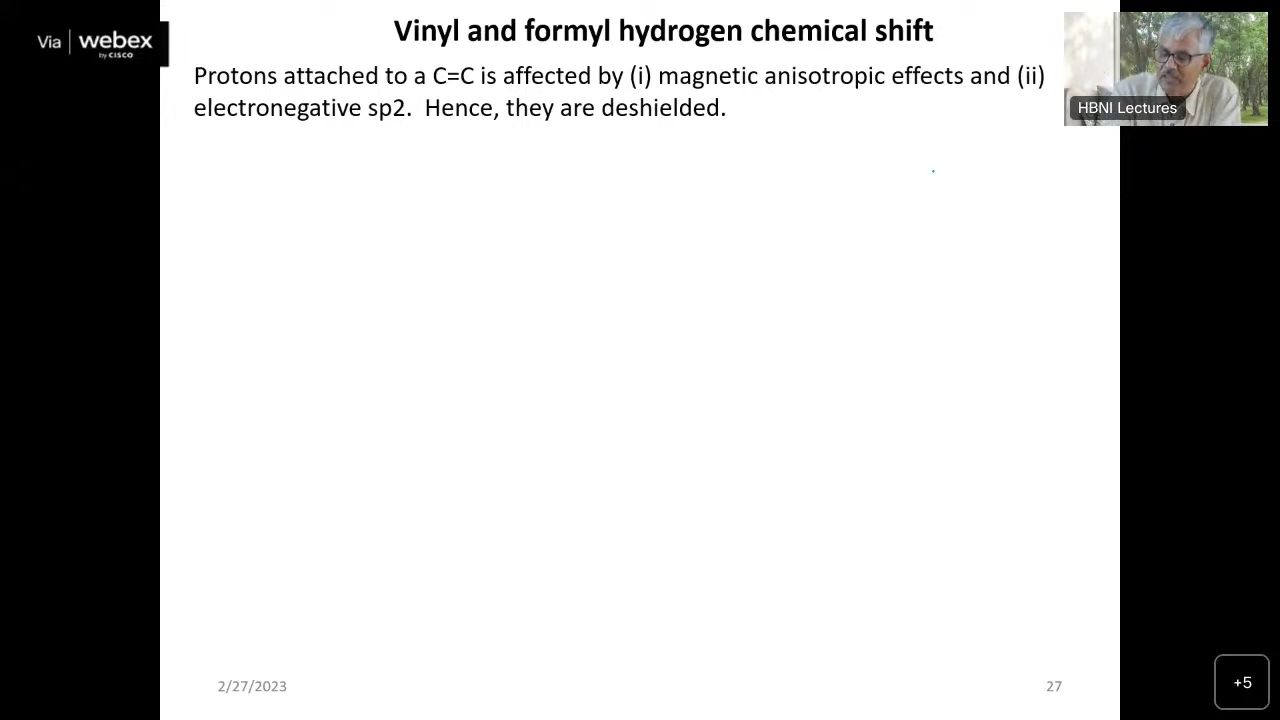 Via webex
by CISCO
Vinyl and formyl hydrogen chemical shift
Protons attached to a C=C is affected by (i) magnetic anisotropic effects and (ii)
electronegative sp2. Hence, they are deshielded.
HBNI Lectures
2/27/2023
27
+5